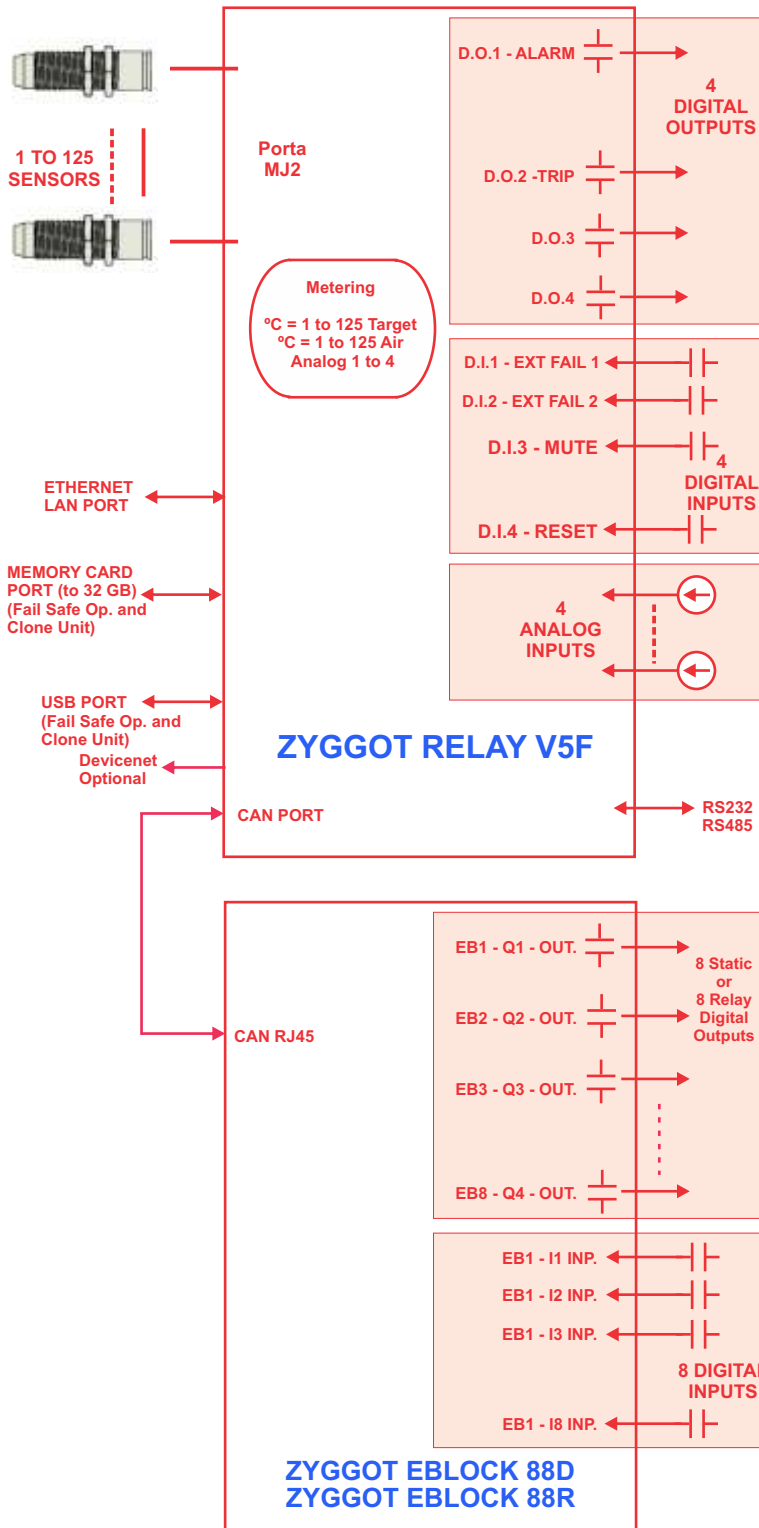 D.O.1 - ALARM
4
DIGITAL
OUTPUTS
1 TO 125
SENSORS
Porta
MJ2
D.O.2 -TRIP
D.O.3
D.O.4
Metering
ºC = 1 to 125 Target
ºC = 1 to 125 Air
Analog 1 to 4
D.I.1 - EXT FAIL 1
D.I.2 - EXT FAIL 2
D.I.3 - MUTE
D.I.4 - RESET
4
DIGITAL
INPUTS
ETHERNET
LAN PORT
MEMORY CARD
PORT (to 32 GB)
(Fail Safe Op. and
Clone Unit)
4
ANALOG
INPUTS
USB PORT
(Fail Safe Op. and
Clone Unit)
Devicenet
Optional
ZYGGOT RELAY V5F
CAN PORT
RS232
RS485
EB1 - Q1 - OUT.
EB2 - Q2 - OUT.
EB3 - Q3 - OUT.
EB8 - Q4 - OUT.
8 Static
or
8 Relay
Digital
Outputs
CAN RJ45
EB1 - I1 INP.
EB1 - I2 INP.
EB1 - I3 INP.
EB1 - I8 INP.
8 DIGITAL
INPUTS
ZYGGOT EBLOCK 88D
ZYGGOT EBLOCK 88R